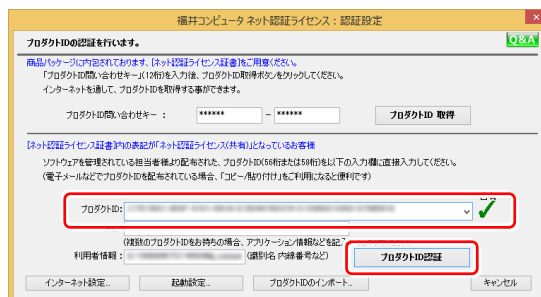 福井コンピュータ ネット認証ライセンス：認証設定
プロダクトIDの認証を行います。
Q&A
商品パッケージに内包されております、[ネット認証ライセンス証書]をご用意ください。
「プロダクトID問い合わせキー」(12桁)を入力後、プロダクトID取得ボタンをクリックしてください。
インターネットを通して、プロダクトIDを取得する事ができます。
プロダクトID問い合わせキー ： ****** - ****** プロダクトID 取得
[ネット認証ライセンス証書]内の表記が「ネット認証ライセンス(共有)」となっているお客様
ソフトウェアを管理されている担当者様より配布された、プロダクトID(56桁または58桁)を以下の入力欄に直接入力してください。
(電子メールなどでプロダクトIDを配布されている場合、「コピー/貼り付け」をご利用になると便利です)
プロダクトID：
(複数のプロダクトIDをお持ちの場合、アプリケーション情報などを記
利用者情報： (識別名 内線番号など) プロダクトID認証
インターネット設定... 起動設定... プロダクトIDのインポート... キャンセル